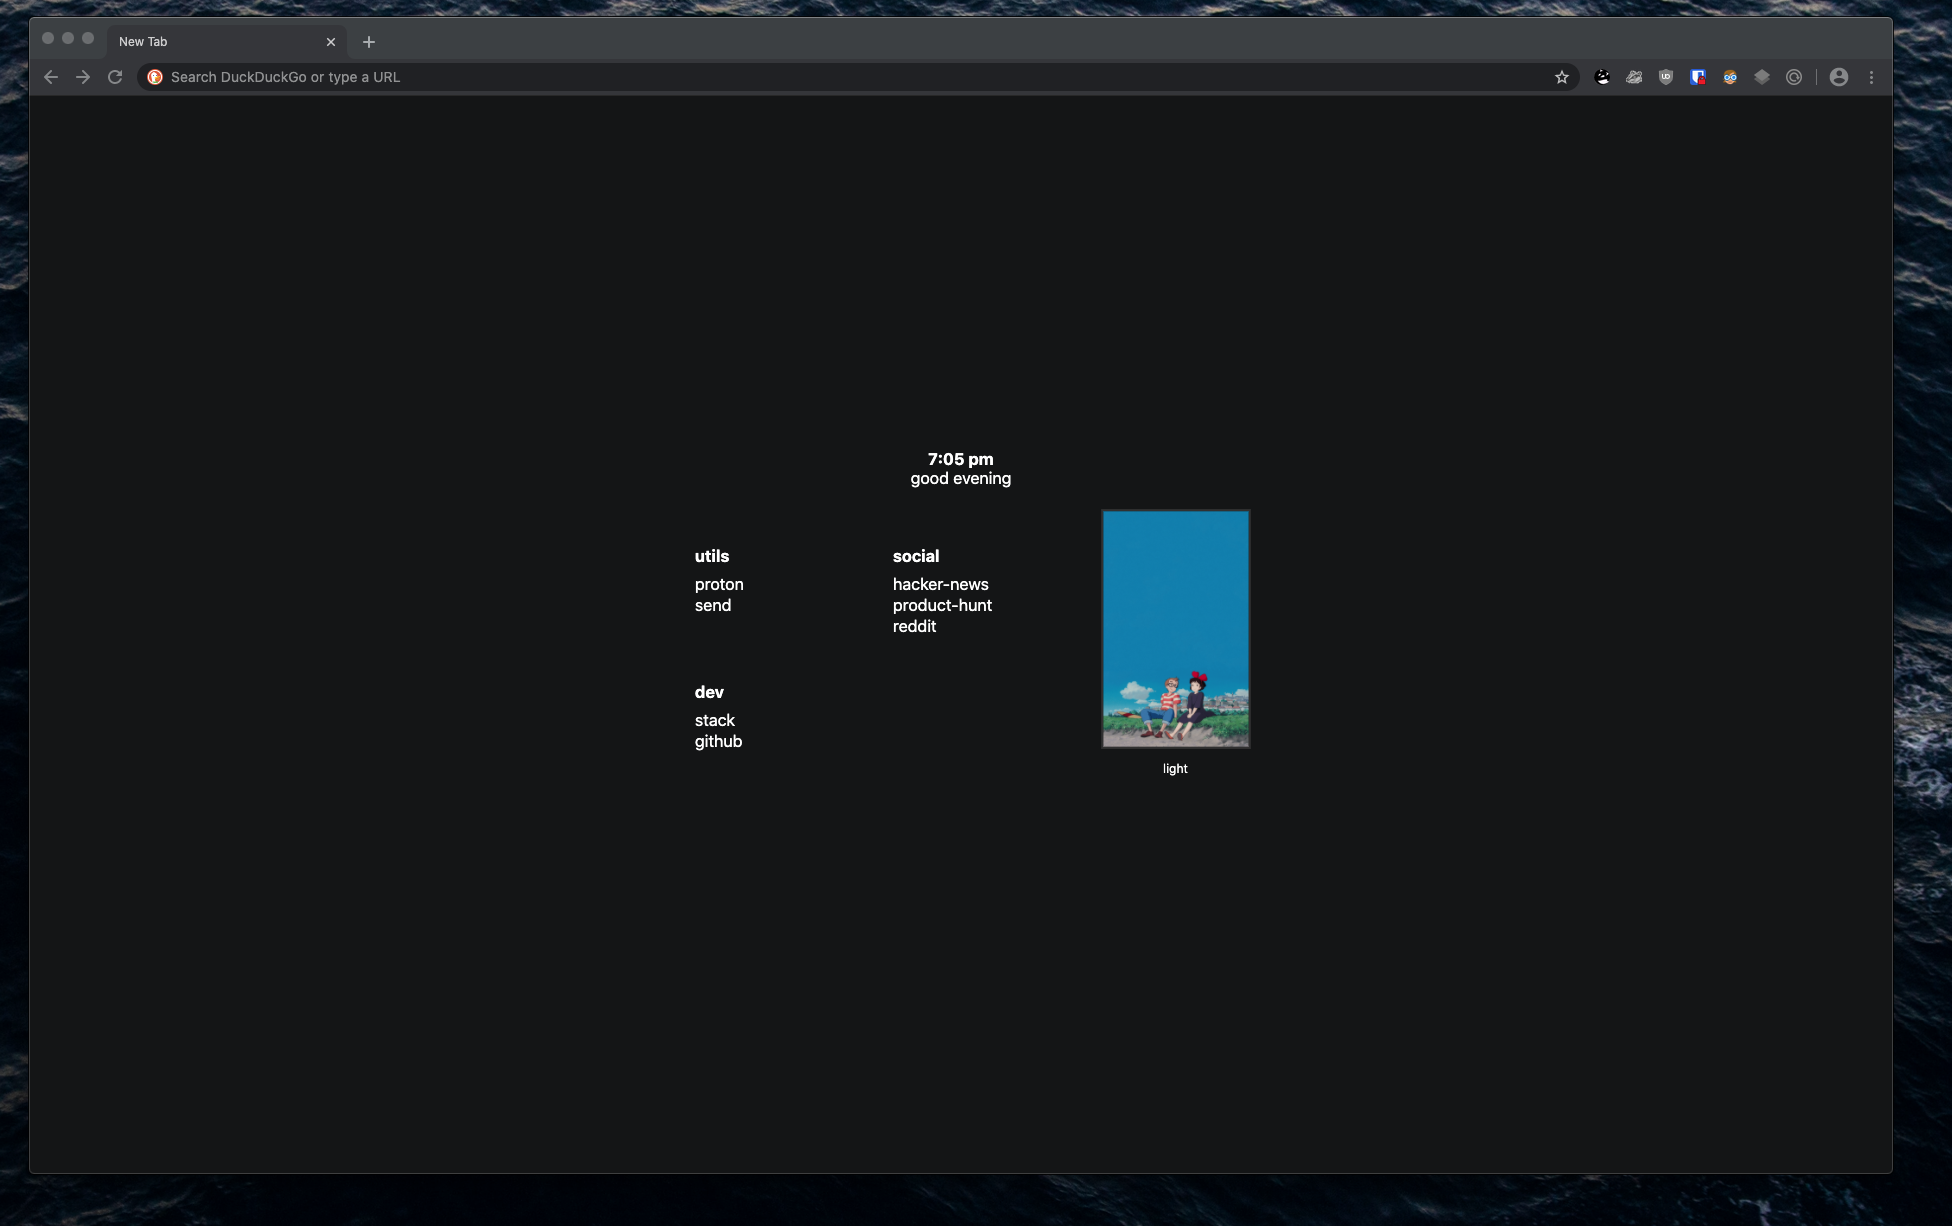 New Tab
Search DuckDuckGo or type a URL
7:05 pm
good evening
utils
proton
send
social
hacker-news
product-hunt
reddit
dev
stack
github
light